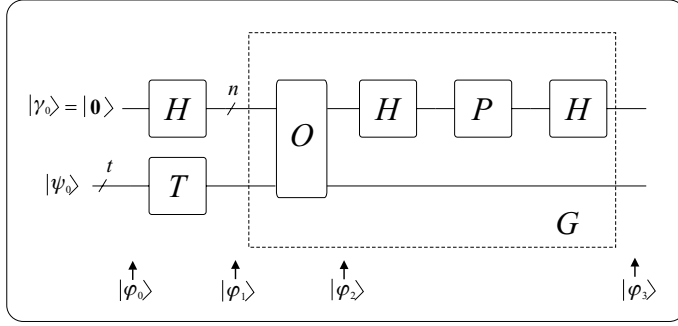 n
|γ₀⟩ = |0⟩ H O H P H
t
|ψ₀⟩ T
G
|φ₀⟩ |φ₁⟩ |φ₂⟩ |φ₃⟩